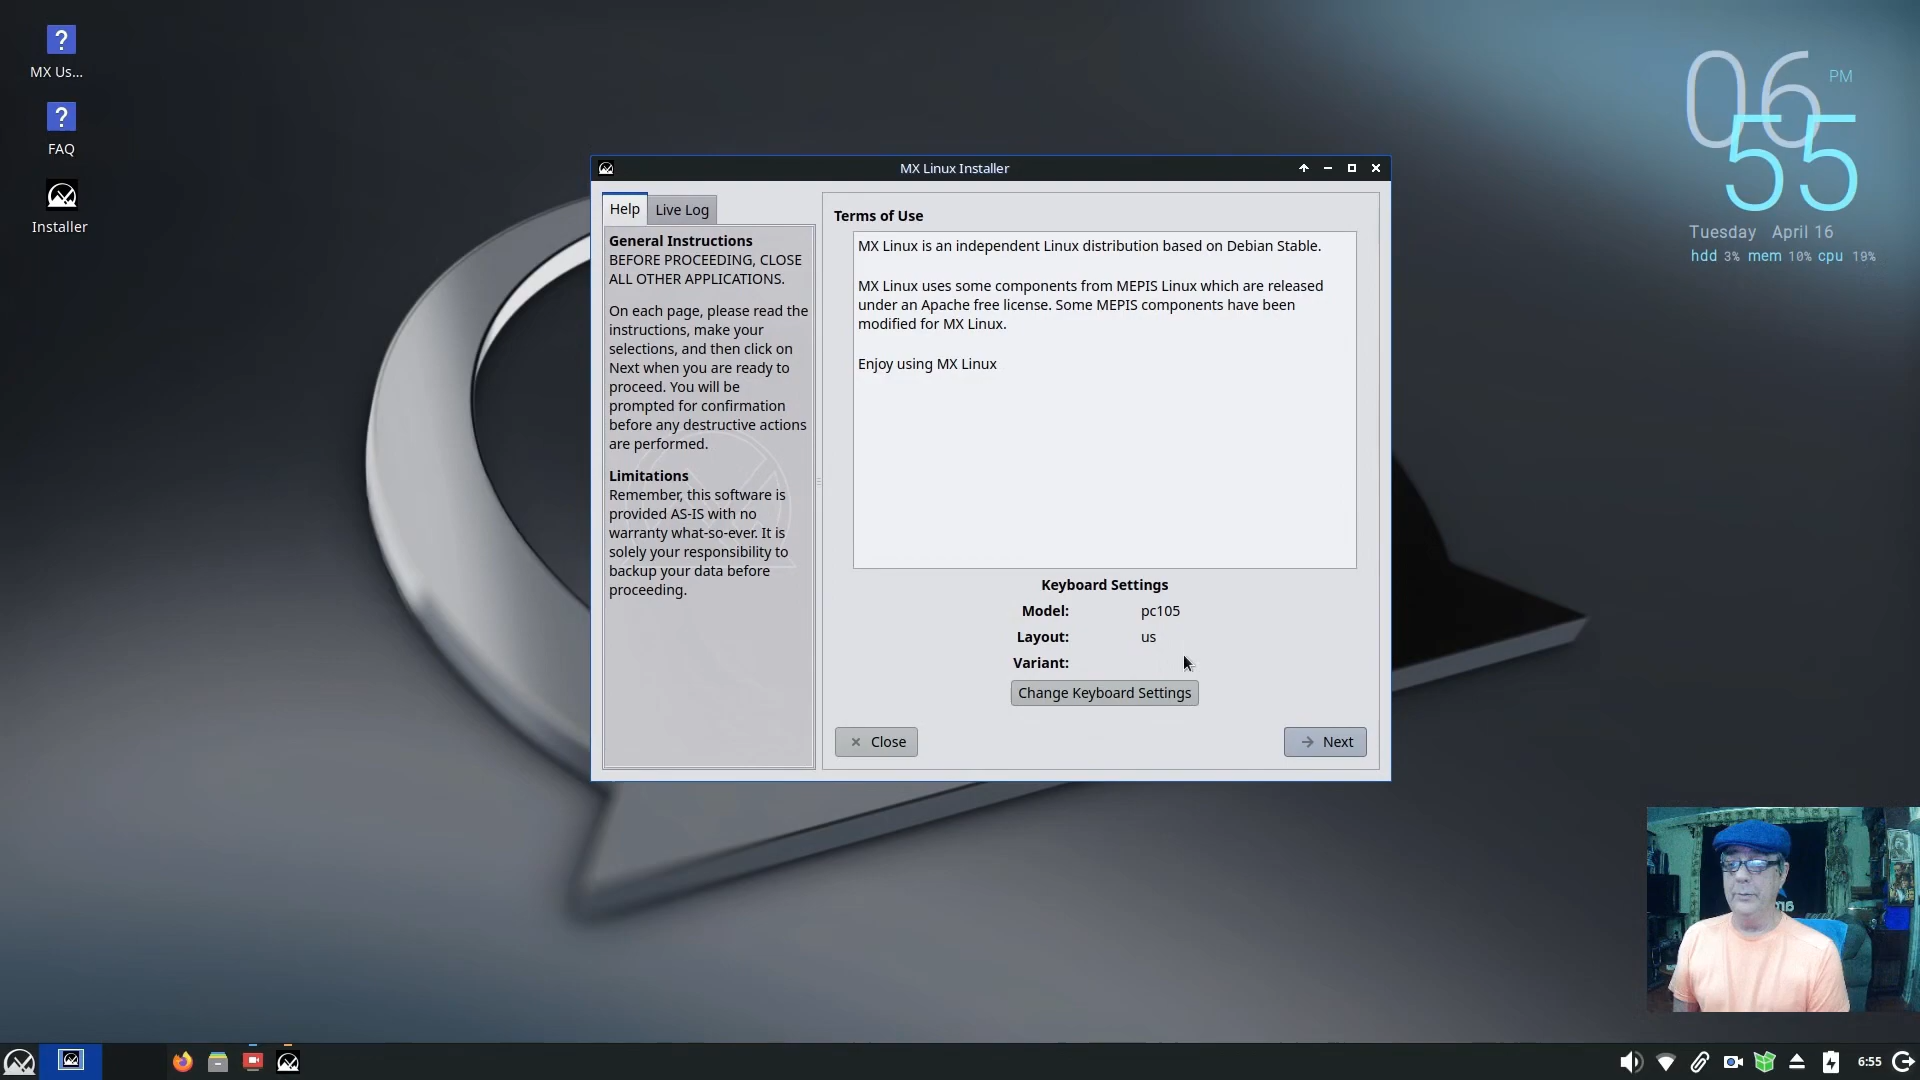 MX Us...
FAQ
Installer
06 PM
55
Tuesday April 16
hdd 3% mem 10% cpu 19%
MX Linux Installer
Help
Live Log
General Instructions
BEFORE PROCEEDING, CLOSE
ALL OTHER APPLICATIONS.
On each page, please read the
instructions, make your
selections, and then click on
Next when you are ready to
proceed. You will be
prompted for confirmation
before any destructive actions
are performed.
Limitations
Remember, this software is
provided AS-IS with no
warranty what-so-ever. It is
solely your responsibility to
backup your data before
proceeding.
Terms of Use
MX Linux is an independent Linux distribution based on Debian Stable.
MX Linux uses some components from MEPIS Linux which are released
under an Apache free license. Some MEPIS components have been
modified for MX Linux.
Enjoy using MX Linux
Keyboard Settings
Model: pc105
Layout: us
Variant:
Change Keyboard Settings
Close
Next
6:55